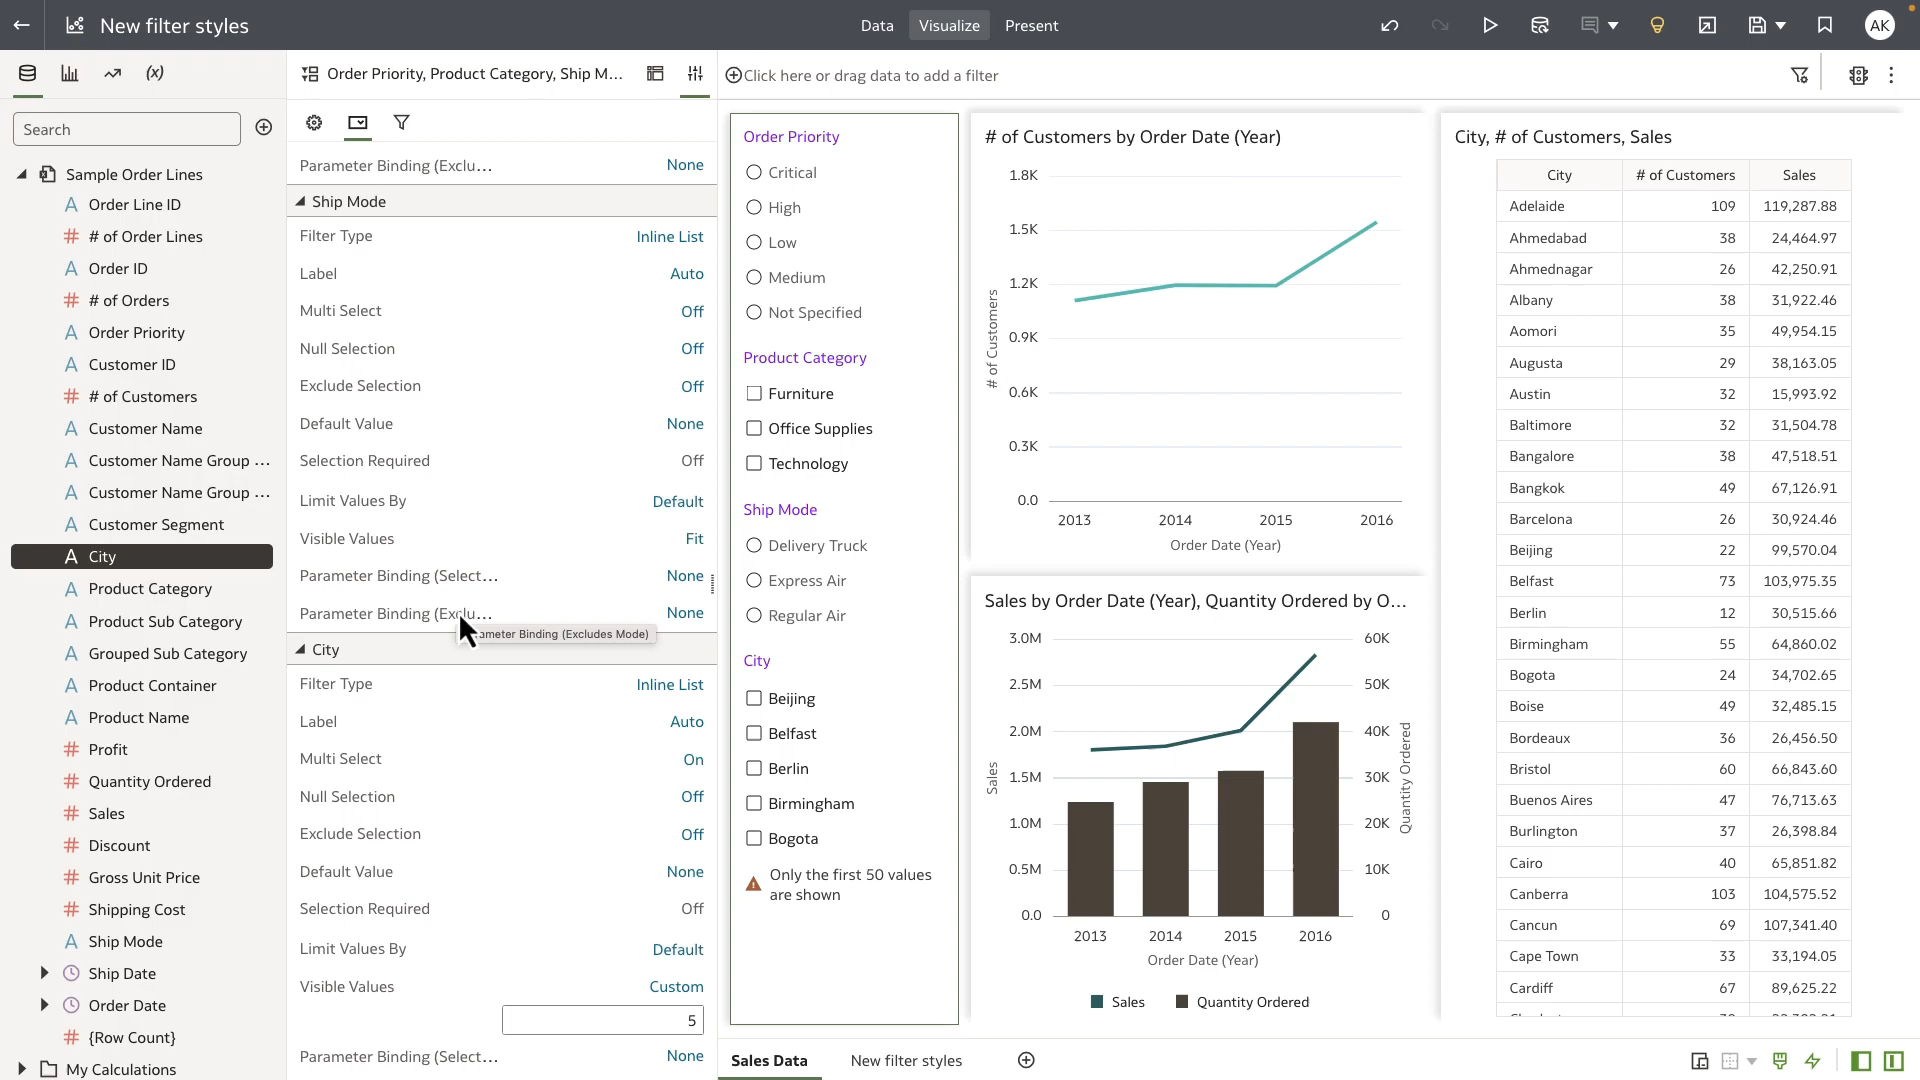 New filter styles
Data
Visualize
Present
AK
Order Priority, Product Category, Ship M...
Click here or drag data to add a filter
Search
Sample Order Lines
Order Line ID
# of Order Lines
Order ID
# of Orders
Order Priority
Customer ID
# of Customers
Customer Name
Customer Name Group ...
Customer Name Group ...
Customer Segment
City
Product Category
Product Sub Category
Grouped Sub Category
Product Container
Product Name
Profit
Quantity Ordered
Sales
Discount
Gross Unit Price
Shipping Cost
Ship Mode
Ship Date
Order Date
{Row Count}
My Calculations
Parameter Binding (Exclu... None
Ship Mode
Filter Type Inline List
Label Auto
Multi Select Off
Null Selection Off
Exclude Selection Off
Default Value None
Selection Required Off
Limit Values By Default
Visible Values Fit
Parameter Binding (Select... None
Parameter Binding (Exclu... None
ameter Binding (Excludes Mode)
City
Filter Type Inline List
Label Auto
Multi Select On
Null Selection Off
Exclude Selection Off
Default Value None
Selection Required Off
Limit Values By Default
Visible Values Custom
5
Parameter Binding (Select... None
Order Priority
Critical
High
Low
Medium
Not Specified
Product Category
Furniture
Office Supplies
Technology
Ship Mode
Delivery Truck
Express Air
Regular Air
City
Beijing
Belfast
Berlin
Birmingham
Bogota
Only the first 50 values
are shown
# of Customers by Order Date (Year)
# of Customers
1.8K
1.5K
1.2K
0.9K
0.6K
0.3K
0.0
2013 2014 2015 2016
Order Date (Year)
Sales by Order Date (Year), Quantity Ordered by O...
Sales
3.0M
2.5M
2.0M
1.5M
1.0M
0.5M
0.0
60K
50K
40K
30K
20K
10K
0
Quantity Ordered
2013 2014 2015 2016
Order Date (Year)
Sales Quantity Ordered
City, # of Customers, Sales
City # of Customers Sales
Adelaide 109 119,287.88
Ahmedabad 38 24,464.97
Ahmednagar 26 42,250.91
Albany 38 31,922.46
Aomori 35 49,954.15
Augusta 29 38,163.05
Austin 32 15,993.92
Baltimore 32 31,504.78
Bangalore 38 47,518.51
Bangkok 49 67,126.91
Barcelona 26 30,924.46
Beijing 22 99,570.04
Belfast 73 103,975.35
Berlin 12 30,515.66
Birmingham 55 64,860.02
Bogota 24 34,702.65
Boise 49 32,485.15
Bordeaux 36 26,456.50
Bristol 60 66,843.60
Buenos Aires 47 76,713.63
Burlington 37 26,398.84
Cairo 40 65,851.82
Canberra 103 104,575.52
Cancun 69 107,341.40
Cape Town 33 33,194.05
Cardiff 67 89,625.22
Sales Data
New filter styles